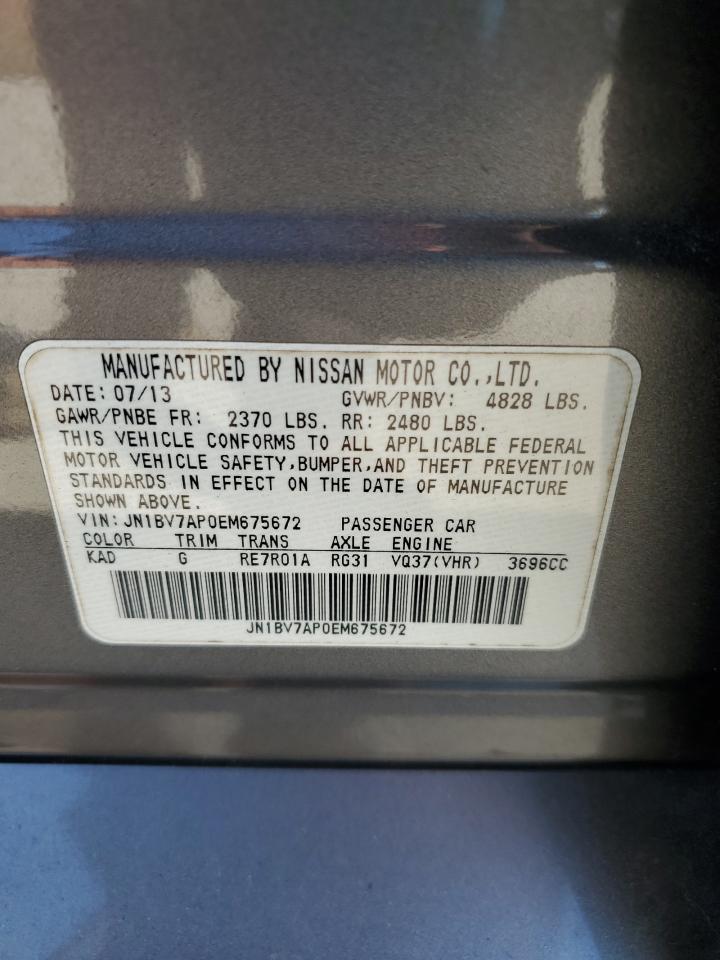 MANUFACTURED BY NISSAN MOTOR CO.,LTD.
DATE: 07/13 GVWR/PNBV: 4828 LBS.
GAWR/PNBE FR: 2370 LBS. RR: 2480 LBS.
THIS VEHICLE CONFORMS TO ALL APPLICABLE FEDERAL
MOTOR VEHICLE SAFETY,BUMPER,AND THEFT PREVENTION
STANDARDS IN EFFECT ON THE DATE OF MANUFACTURE
SHOWN ABOVE.
VIN: JN1BV7AP0EM675672 PASSENGER CAR
COLOR TRIM TRANS AXLE ENGINE
KAD G RE7R01A RG31 VQ37(VHR) 3696CC
JN1BV7AP0EM675672